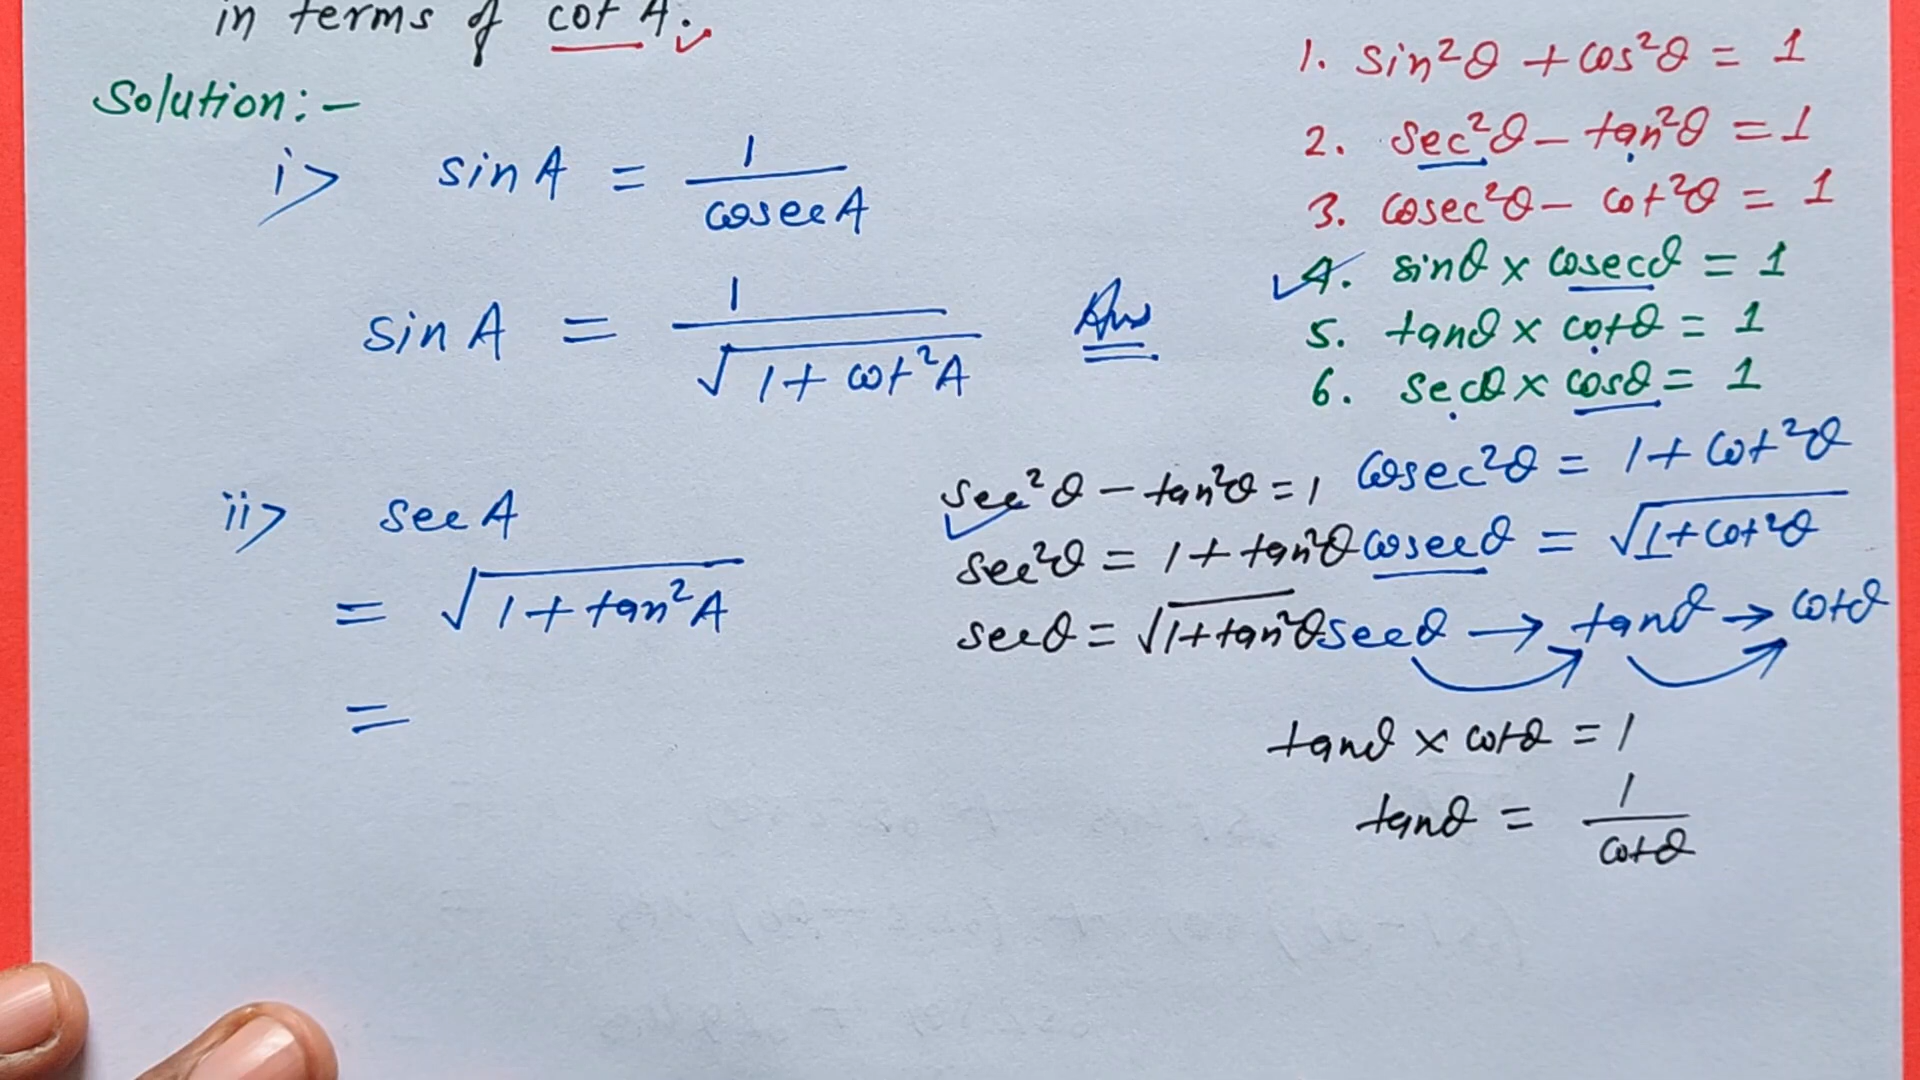 in terms of cot A.
Solution:-
i> sin A = 1 / cosec A
sin A = 1 / √1 + cot²A Ans
ii> sec A
= √1 + tan²A
=
1. sin²θ + cos²θ = 1
2. sec²θ - tan²θ = 1
3. cosec²θ - cot²θ = 1
4. sinθ x cosecθ = 1
5. tanθ x cotθ = 1
6. secθ x cosθ = 1
cosec²θ = 1 + cot²θ
cosecθ = √1 + cot²θ
secθ → tanθ → cotθ
sec²θ - tan²θ = 1
sec²θ = 1 + tan²θ
secθ = √1 + tan²θ
tanθ x cotθ = 1
tanθ = 1 / cotθ